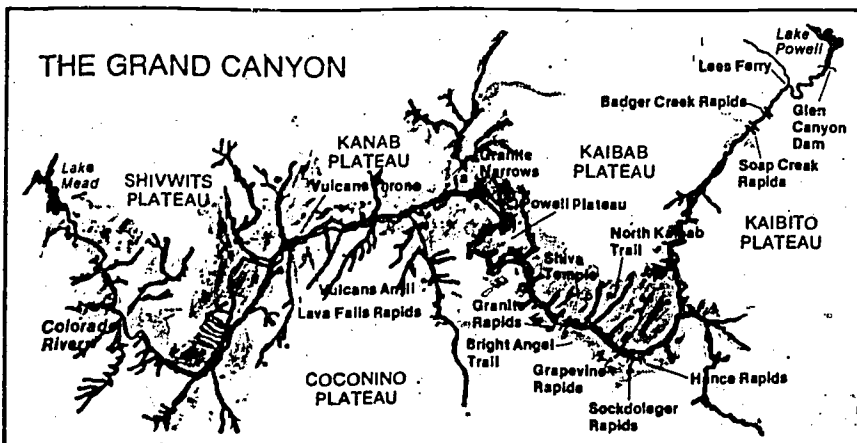 THE GRAND CANYON
Lake
Powell
Lees Ferry
Badger Creek Rapids
Glen
Canyon
Dam
Soap Creek
Rapids
KANAB
PLATEAU
Granite
Narrows
KAIBAB
PLATEAU
Lake
Mead
SHIVWITS
PLATEAU
Vulcans Throne
Powell Plateau
KAIBITO
PLATEAU
North Kaibab
Trail
Shiva
Temple
Vulcans Anvil
Lava Falls Rapids
Granite
Rapids
Colorado
River
Bright Angel
Trail
Grapevine
Rapids
Hance Rapids
COCONINO
PLATEAU
Sockdolager
Rapids